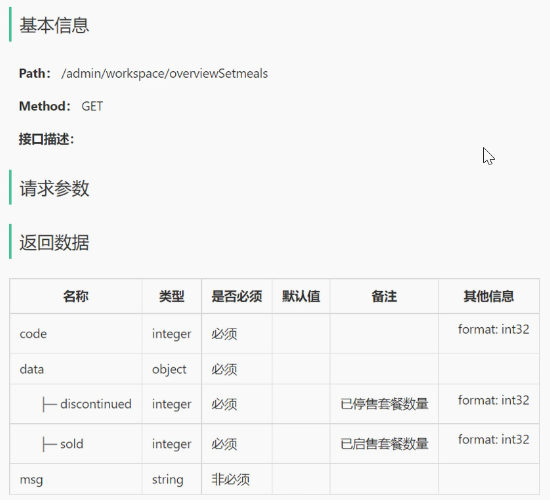 基本信息
Path： /admin/workspace/overviewSetmeals
Method： GET
接口描述：
请求参数
返回数据
名称 类型 是否必须 默认值 备注 其他信息
code integer 必须 format: int32
data object 必须
├─ discontinued integer 必须 已停售套餐数量 format: int32
├─ sold integer 必须 已启售套餐数量 format: int32
msg string 非必须